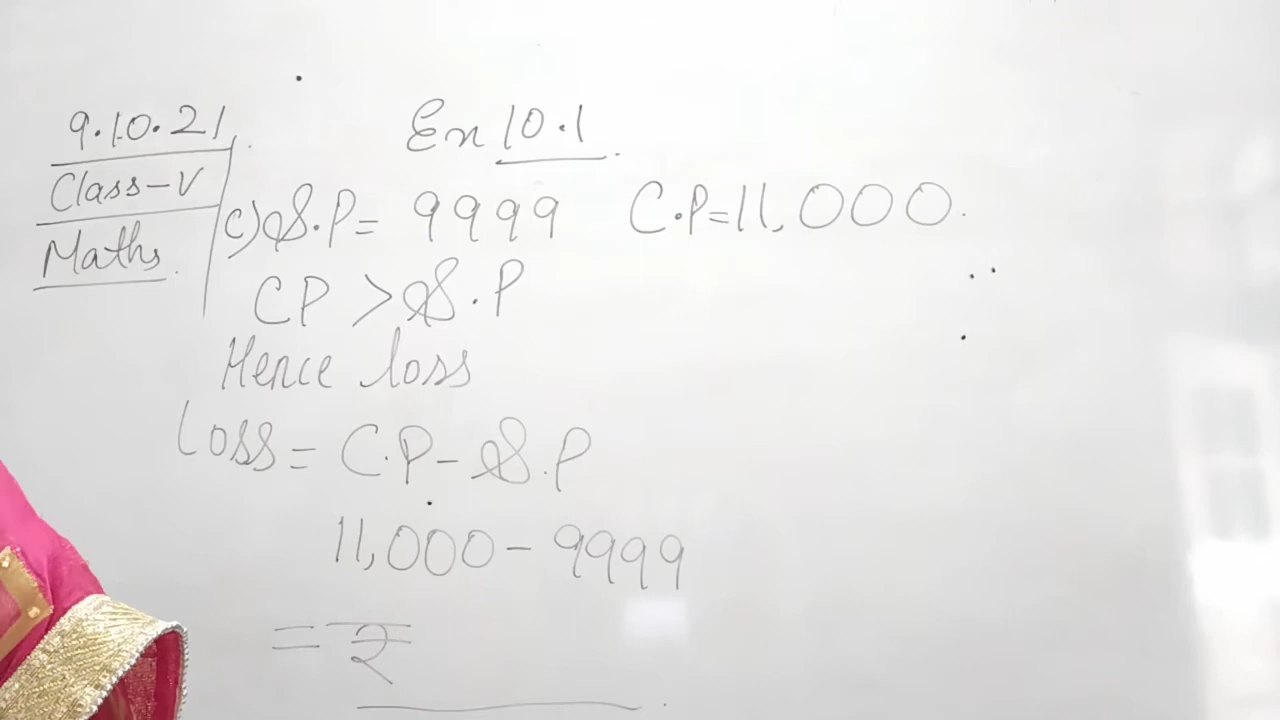 9.10.21
Ex 10.1
Class-V
Maths
c) S.P= 9999 C.P=11,000.
CP > S.P
Hence loss
Loss = C.P- S.P
11,000 - 9999
= ₹